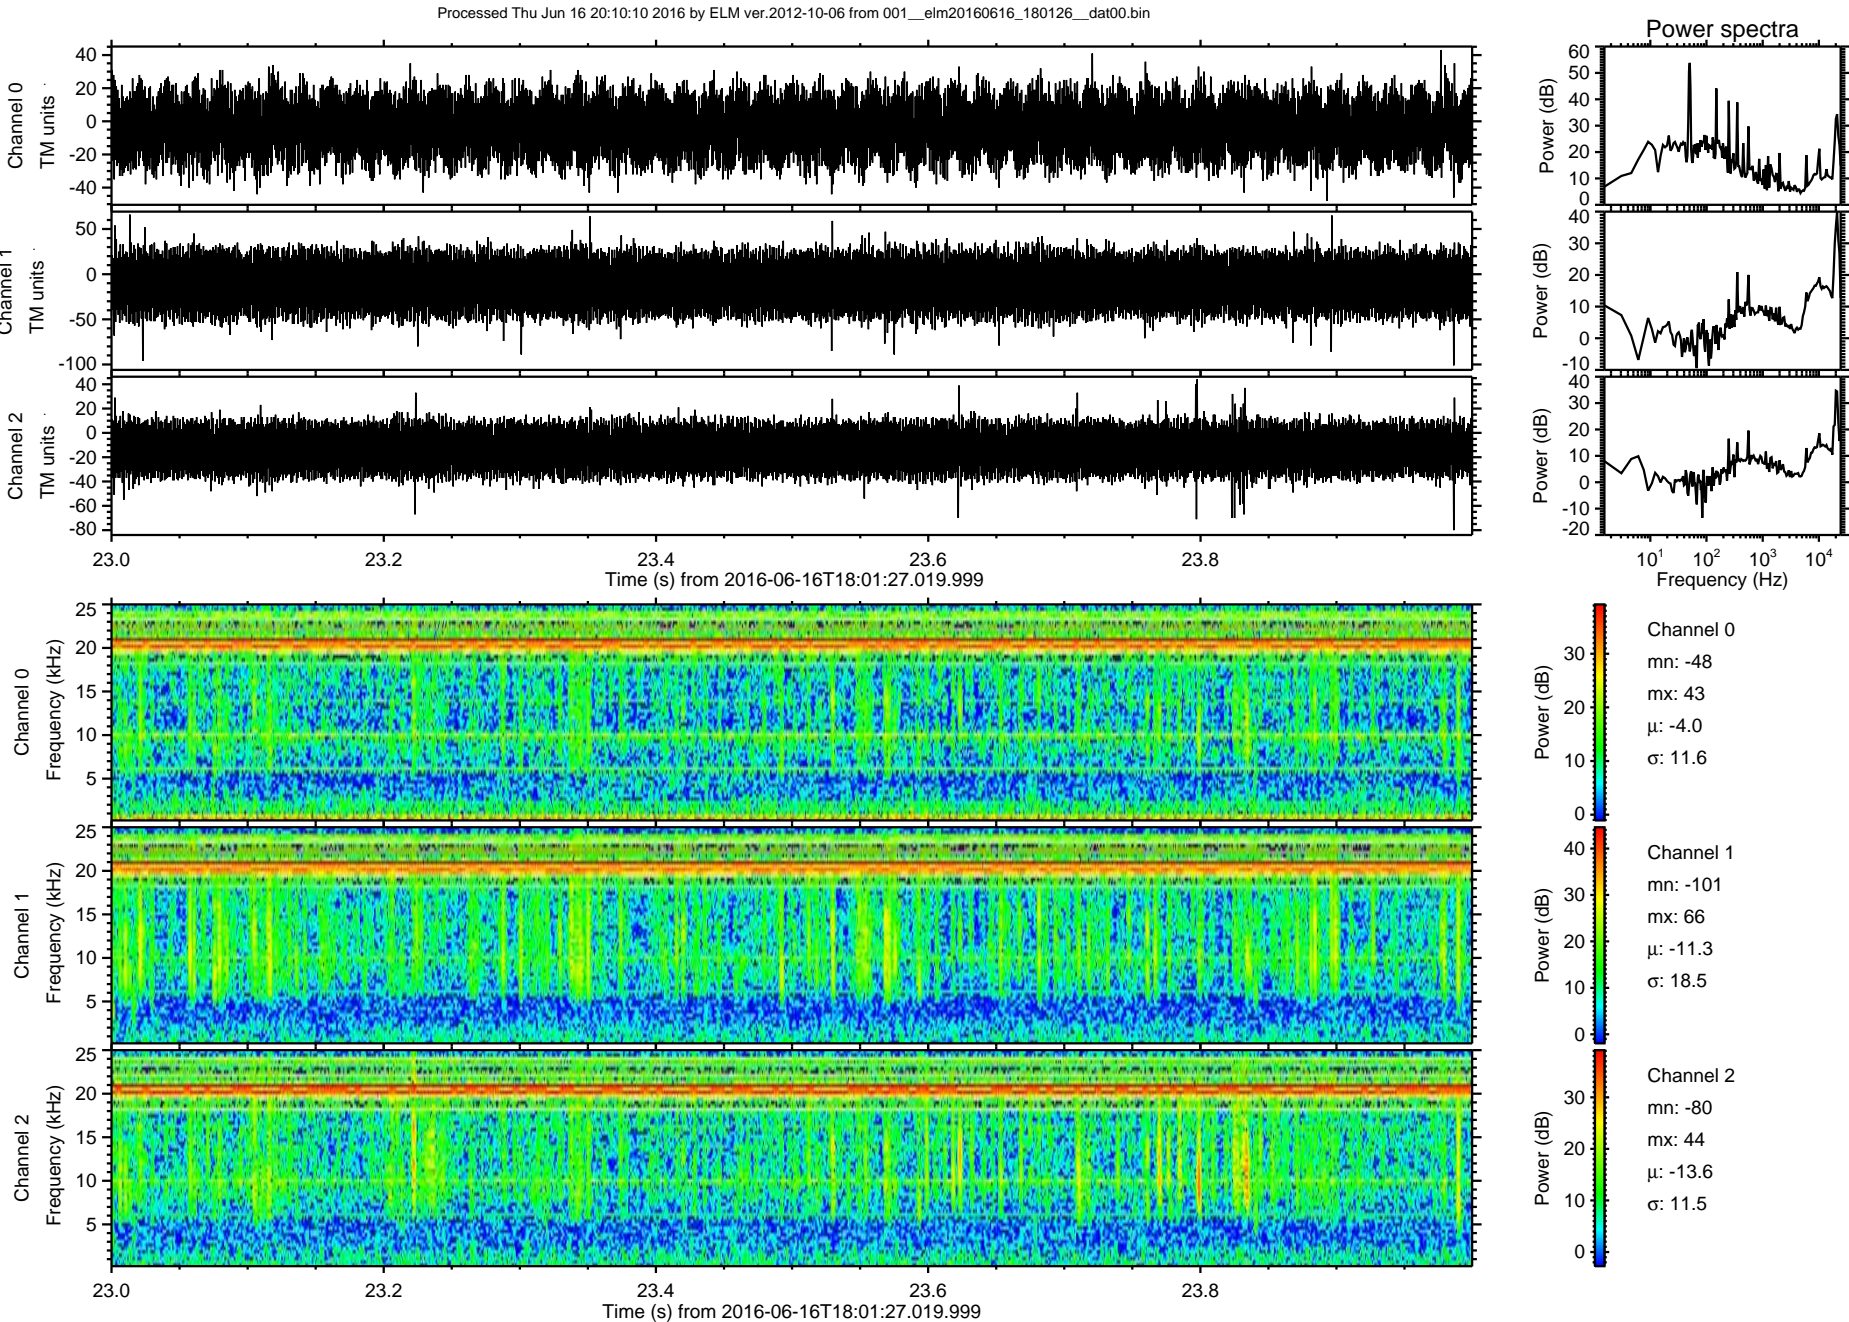 Processed Thu Jun 16 20:10:10 2016 by ELM ver.2012-10-06 from 001__elm20160616_180126__dat00.bin
Power spectra
Channel 0
TM units
40
20
0
-20
-40
Power (dB)
60
50
40
30
20
10
0
Channel 1
TM units
50
0
-50
-100
Power (dB)
40
30
20
10
0
-10
Channel 2
TM units
40
20
0
-20
-40
-60
-80
Power (dB)
40
30
20
10
0
-10
-20
23.0 23.2 23.4 23.6 23.8
Time (s) from 2016-06-16T18:01:27.019.999
10^1 10^2 10^3 10^4
Frequency (Hz)
Channel 0
Frequency (kHz)
25
20
15
10
5
Power (dB)
30
20
10
0
Channel 0
mn: -48
mx: 43
μ: -4.0
σ: 11.6
Channel 1
Frequency (kHz)
25
20
15
10
5
Power (dB)
40
30
20
10
0
Channel 1
mn: -101
mx: 66
μ: -11.3
σ: 18.5
Channel 2
Frequency (kHz)
25
20
15
10
5
Power (dB)
30
20
10
0
Channel 2
mn: -80
mx: 44
μ: -13.6
σ: 11.5
23.0 23.2 23.4 23.6 23.8
Time (s) from 2016-06-16T18:01:27.019.999